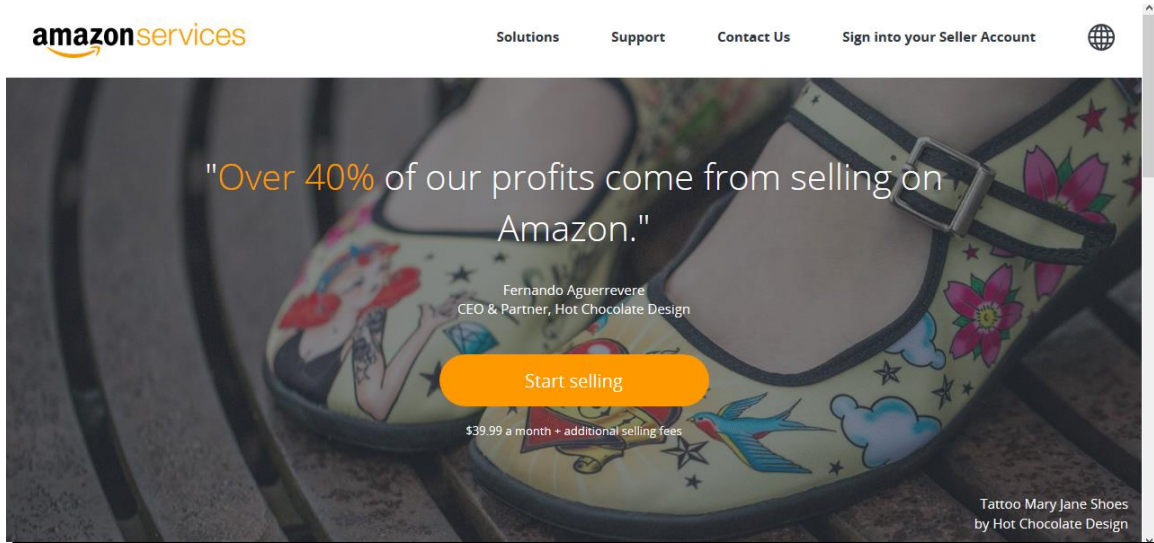 amazonservices
Solutions Support Contact Us Sign into your Seller Account
"Over 40% of our profits come from selling on
Amazon."
Fernando Aguerrevere
CEO & Partner, Hot Chocolate Design
Start selling
$39.99 a month + additional selling fees
Tattoo Mary Jane Shoes
by Hot Chocolate Design